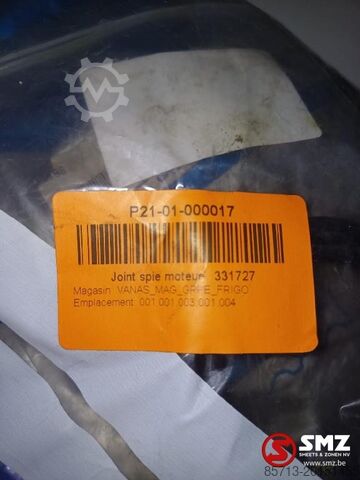 P21-01-000017
Joint spie moteur 331727
Magasin: VANAS_MAG_GRPE_FRIGO
Emplacement: 001.001.003.001.004
SMZ
SMEETS & ZONEN NV
www.smz.be